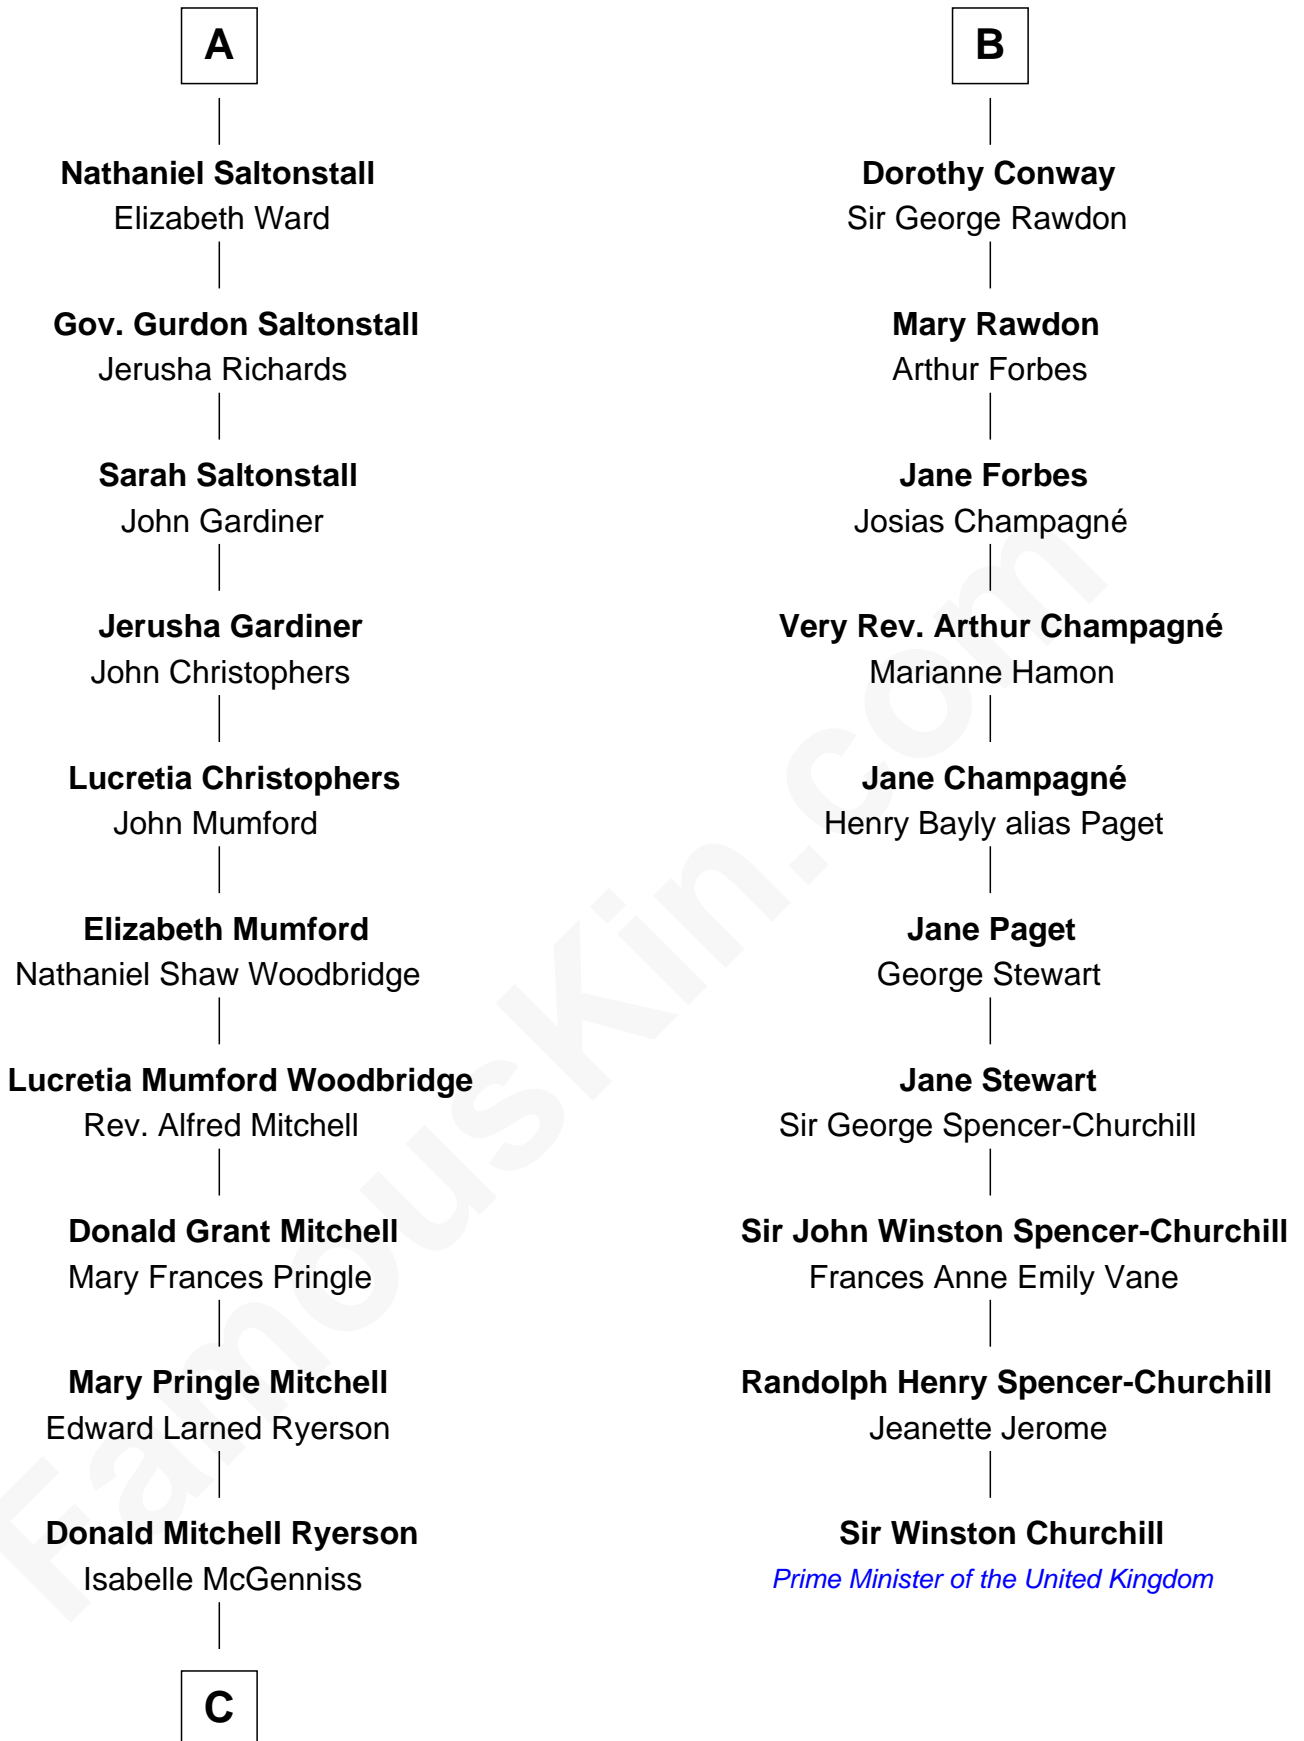 A
Nathaniel Saltonstall
Elizabeth Ward
Gov. Gurdon Saltonstall
Jerusha Richards
Sarah Saltonstall
John Gardiner
Jerusha Gardiner
John Christophers
Lucretia Christophers
John Mumford
Elizabeth Mumford
Nathaniel Shaw Woodbridge
Lucretia Mumford Woodbridge
Rev. Alfred Mitchell
Donald Grant Mitchell
Mary Frances Pringle
Mary Pringle Mitchell
Edward Larned Ryerson
Donald Mitchell Ryerson
Isabelle McGenniss
C
B
Dorothy Conway
Sir George Rawdon
Mary Rawdon
Arthur Forbes
Jane Forbes
Josias Champagné
Very Rev. Arthur Champagné
Marianne Hamon
Jane Champagné
Henry Bayly alias Paget
Jane Paget
George Stewart
Jane Stewart
Sir George Spencer-Churchill
Sir John Winston Spencer-Churchill
Frances Anne Emily Vane
Randolph Henry Spencer-Churchill
Jeanette Jerome
Sir Winston Churchill
Prime Minister of the United Kingdom
FamousKin.com